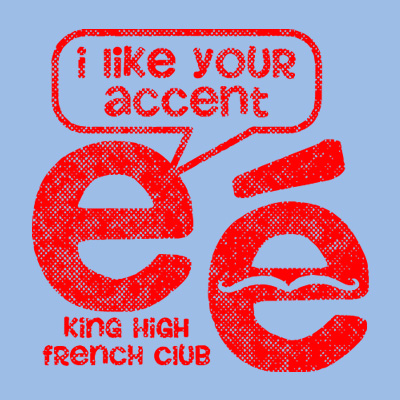 i like your
accent
e é
King High
French Club